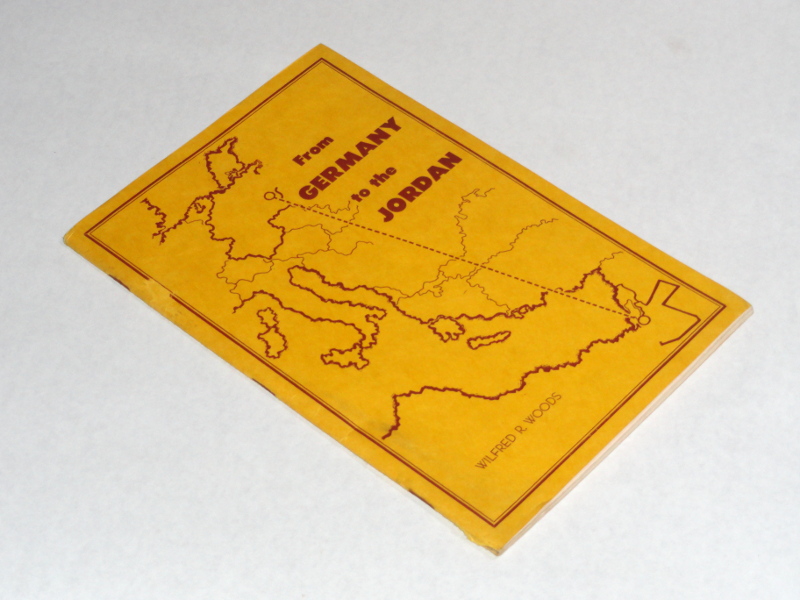 From
GERMANY
to the
JORDAN
WILFRED R. WOODS